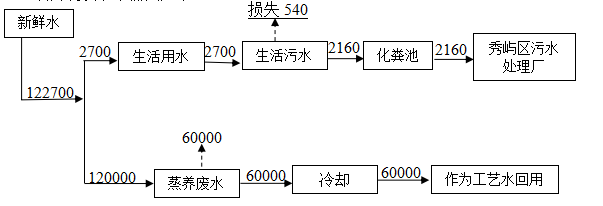 新鲜水
122700
2700
生活用水
2700
损失 540
生活污水
2160
化粪池
2160
秀屿区污水
处理厂
120000
60000
蒸养废水
60000
冷却
60000
作为工艺水回用